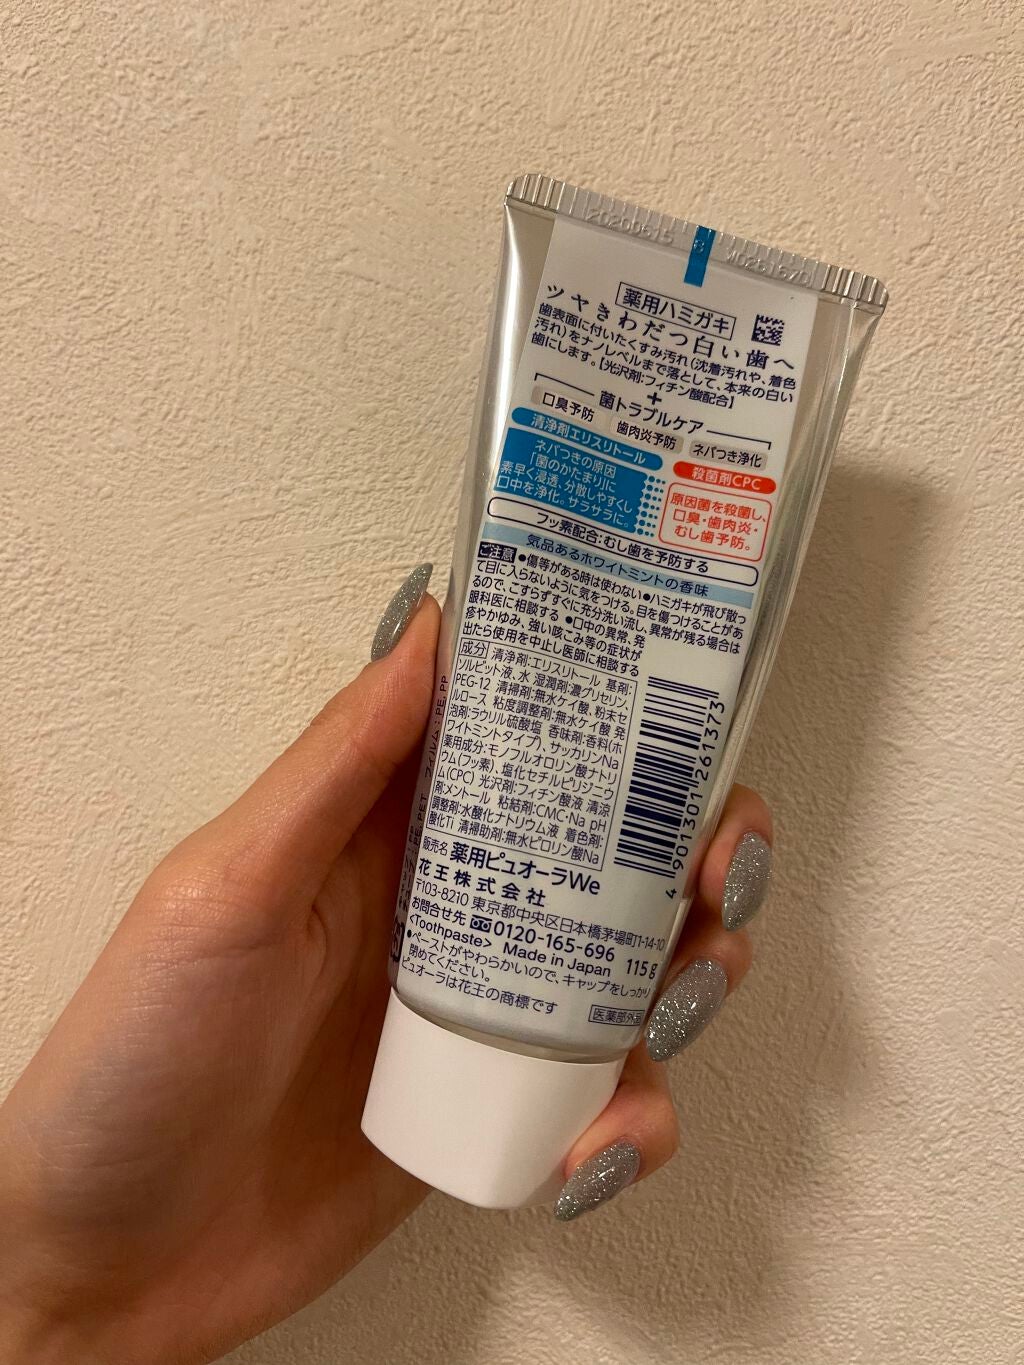 20200615
薬用ハミガキ
ツヤきわだつ白い歯へ
歯表面に付いたくすみ汚れ(沈着汚れや、着色
汚れ)をナノレベルまで落として、本来の白い
歯にします。【光沢剤:フィチン酸配合】
+
菌トラブルケア
口臭予防 歯肉炎予防 ネバつき浄化
清浄剤エリスリトール
ネバつきの原因
「菌のかたまり」に
素早く浸透、分散しやすくし
口中を浄化。サラサラに。
殺菌剤CPC
原因菌を殺菌し、
口臭・歯肉炎・
むし歯予防。
フッ素配合:むし歯を予防する
気品あるホワイトミントの香味
ご注意 ●傷等がある時は使わない●ハミガキが飛び散っ
て目に入らないように気をつける。目を傷つけることがあ
るので、こすらずすぐに充分洗い流し、異常が残る場合は
眼科医に相談する ●口中の異常、発
疹やかゆみ、強い咳こみ等の症状が
出たら使用を中止し医師に相談する
成分 清浄剤:エリスリトール 基剤:
ソルビット液、水 湿潤剤:濃グリセリン、
PEG-12 清掃剤:無水ケイ酸、粉末セ
ルロース 粘度調整剤:無水ケイ酸 発
泡剤:ラウリル硫酸塩 香味剤:香料(ホ
ワイトミントタイプ)、サッカリンNa
薬用成分:モノフルオロリン酸ナトリ
ウム(フッ素)、塩化セチルピリジニウ
ム(CPC) 光沢剤:フィチン酸液 清涼
剤:メントール 粘結剤:CMC・Na pH
調整剤:水酸化ナトリウム液 着色剤:
酸化Ti 清掃助剤:無水ピロリン酸Na
4901301261373
販売名 薬用ピュオーラWe
花王株式会社
〒103-8210 東京都中央区日本橋茅場町1-14-10
お問合せ先 0120-165-696
<Toothpaste> Made in Japan 115g
●ペーストがやわらかいので、キャップをしっかり
閉めてください。
ピュオーラは花王の商標です
医薬部外品
フィルム:PE, PP